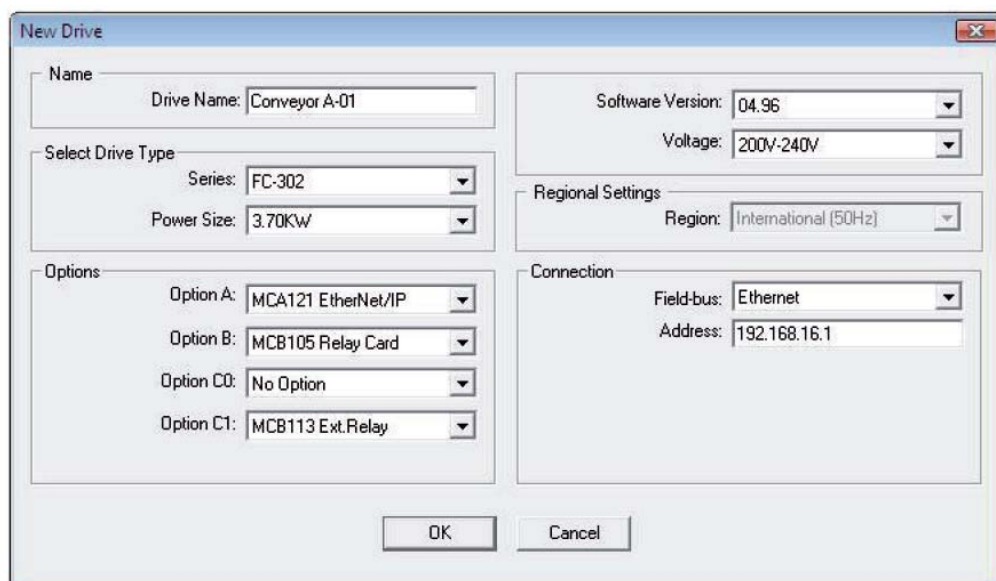 New Drive
Name
Drive Name: Conveyor A-01
Select Drive Type
Series: FC-302
Power Size: 3.70KW
Options
Option A: MCA121 EtherNet/IP
Option B: MCB105 Relay Card
Option C0: No Option
Option C1: MCB113 Ext.Relay
Software Version: 04.96
Voltage: 200V-240V
Regional Settings
Region: International (50Hz)
Connection
Field-bus: Ethernet
Address: 192.168.16.1
OK
Cancel